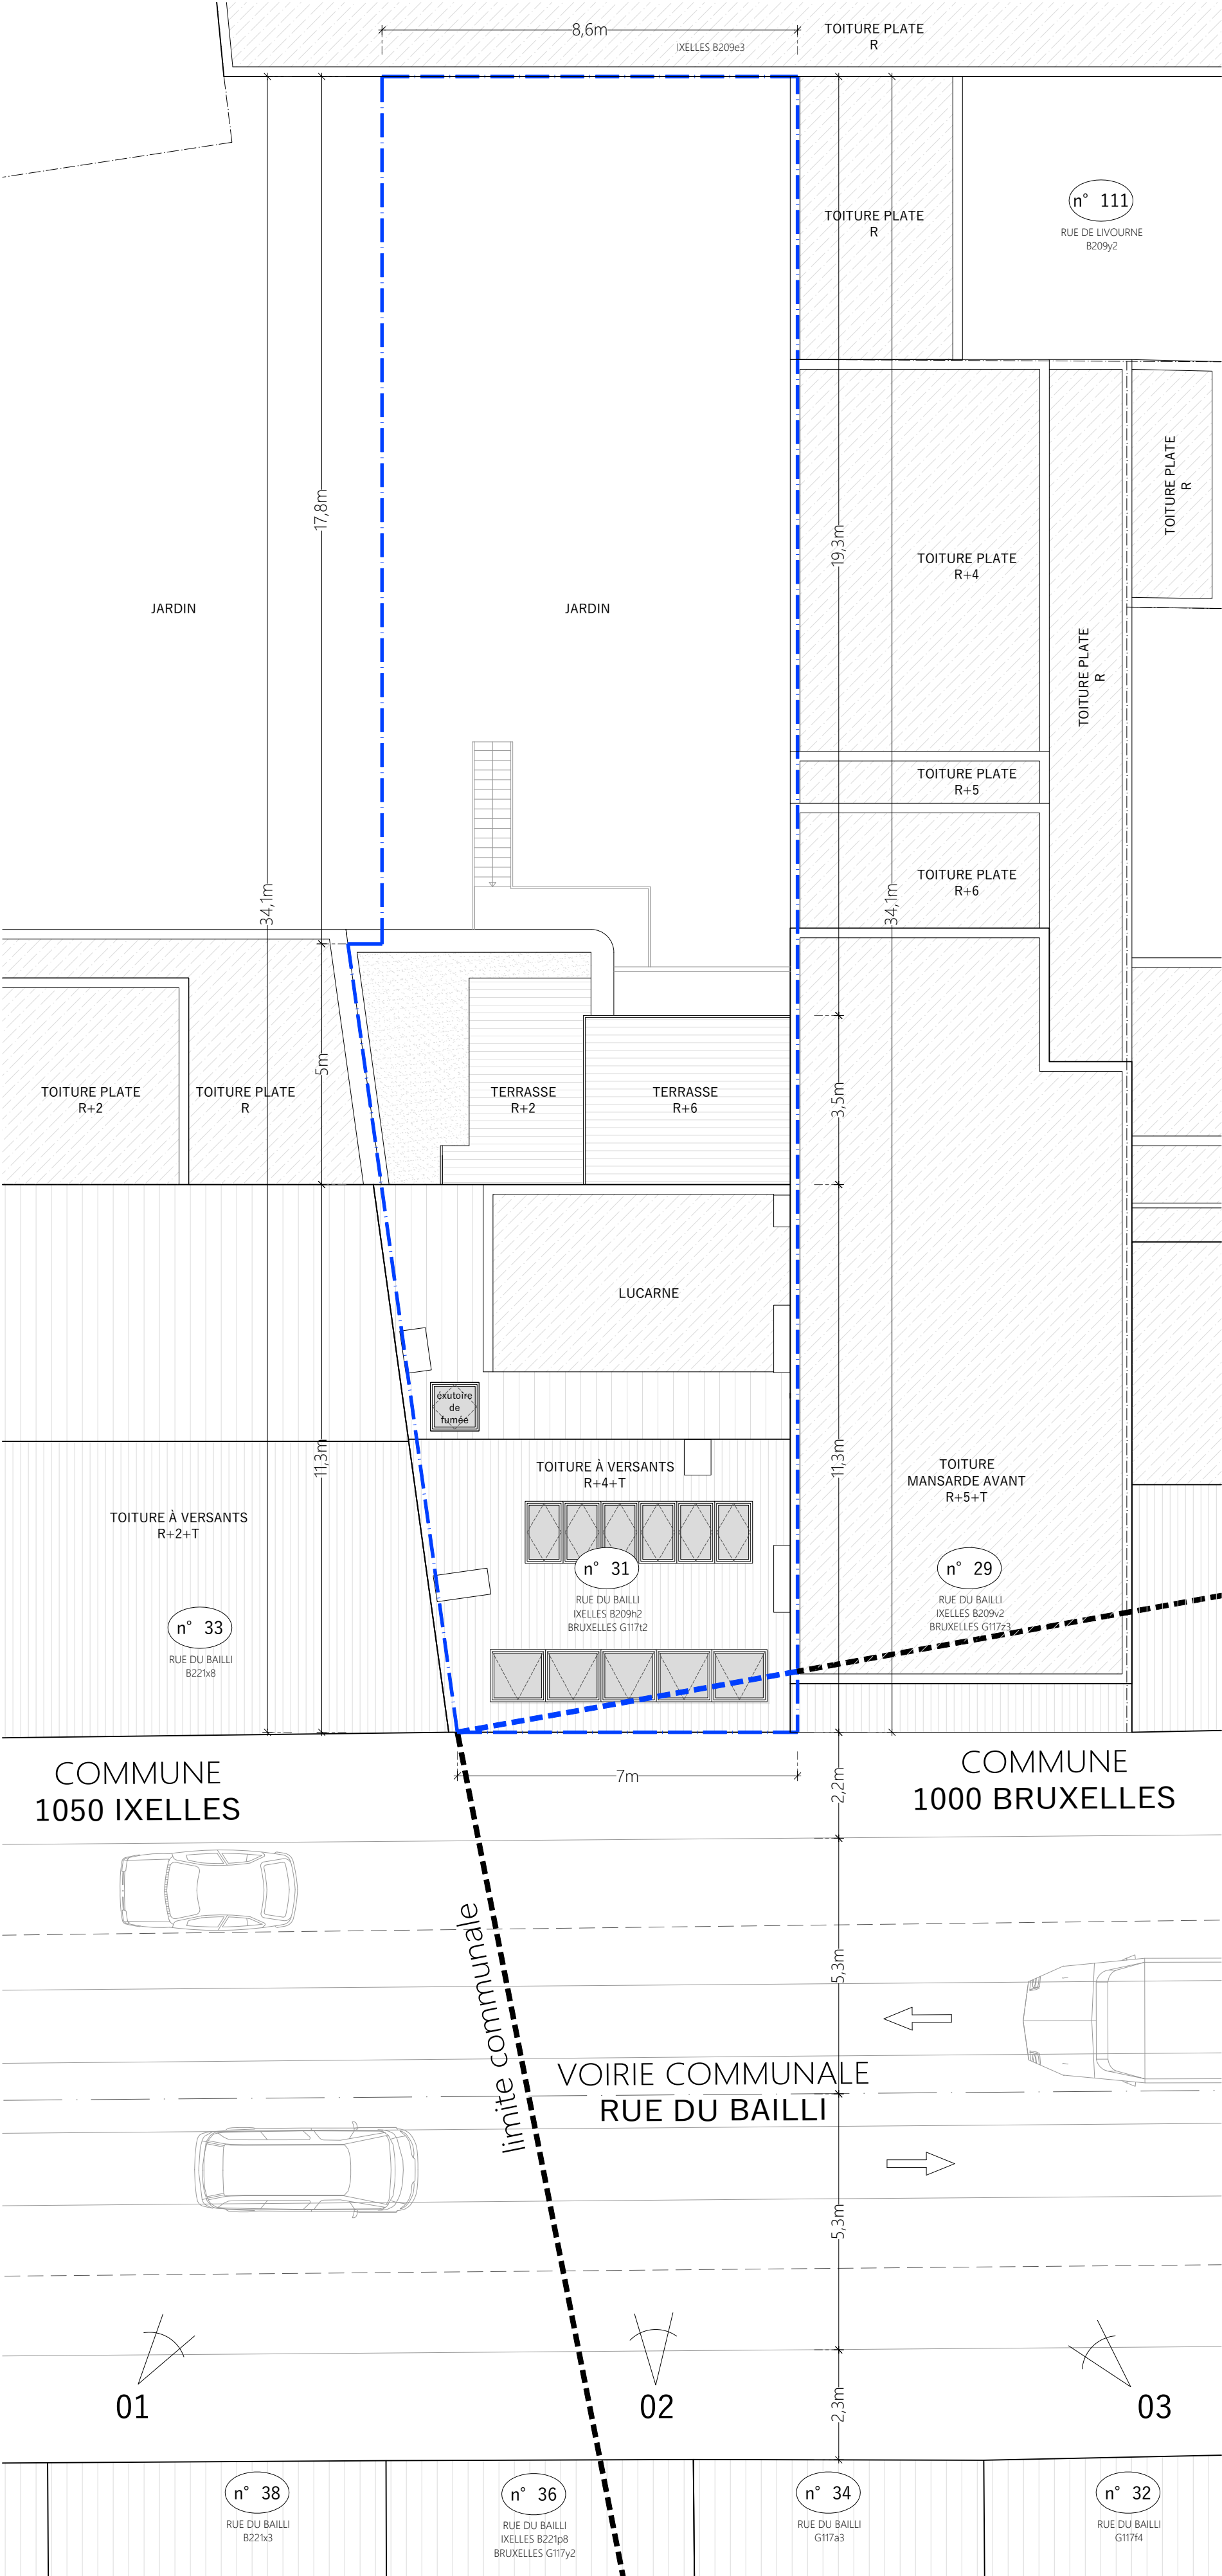 8,6m
IXELLES B209e3
TOITURE PLATE
R
TOITURE PLATE
R
n° 111
RUE DE LIVOURNE
B209y2
17,8m
19,3m
TOITURE PLATE
R
TOITURE PLATE
R+4
JARDIN
JARDIN
TOITURE PLATE
R
TOITURE PLATE
R+5
TOITURE PLATE
R+6
34,1m
34,1m
5m
3,5m
TOITURE PLATE
R+2
TOITURE PLATE
R
TERRASSE
R+2
TERRASSE
R+6
LUCARNE
éxutoire
de
fumée
11,3m
11,3m
TOITURE À VERSANTS
R+4+T
TOITURE
MANSARDE AVANT
R+5+T
TOITURE À VERSANTS
R+2+T
n° 31
RUE DU BAILLI
IXELLES B209h2
BRUXELLES G117t2
n° 29
RUE DU BAILLI
IXELLES B209v2
BRUXELLES G117z3
n° 33
RUE DU BAILLI
B221x8
COMMUNE
1050 IXELLES
7m
2,2m
COMMUNE
1000 BRUXELLES
limite communale
5,3m
VOIRIE COMMUNALE
RUE DU BAILLI
5,3m
01
02
2,3m
03
n° 38
RUE DU BAILLI
B221x3
n° 36
RUE DU BAILLI
IXELLES B221p8
BRUXELLES G117y2
n° 34
RUE DU BAILLI
G117a3
n° 32
RUE DU BAILLI
G117f4